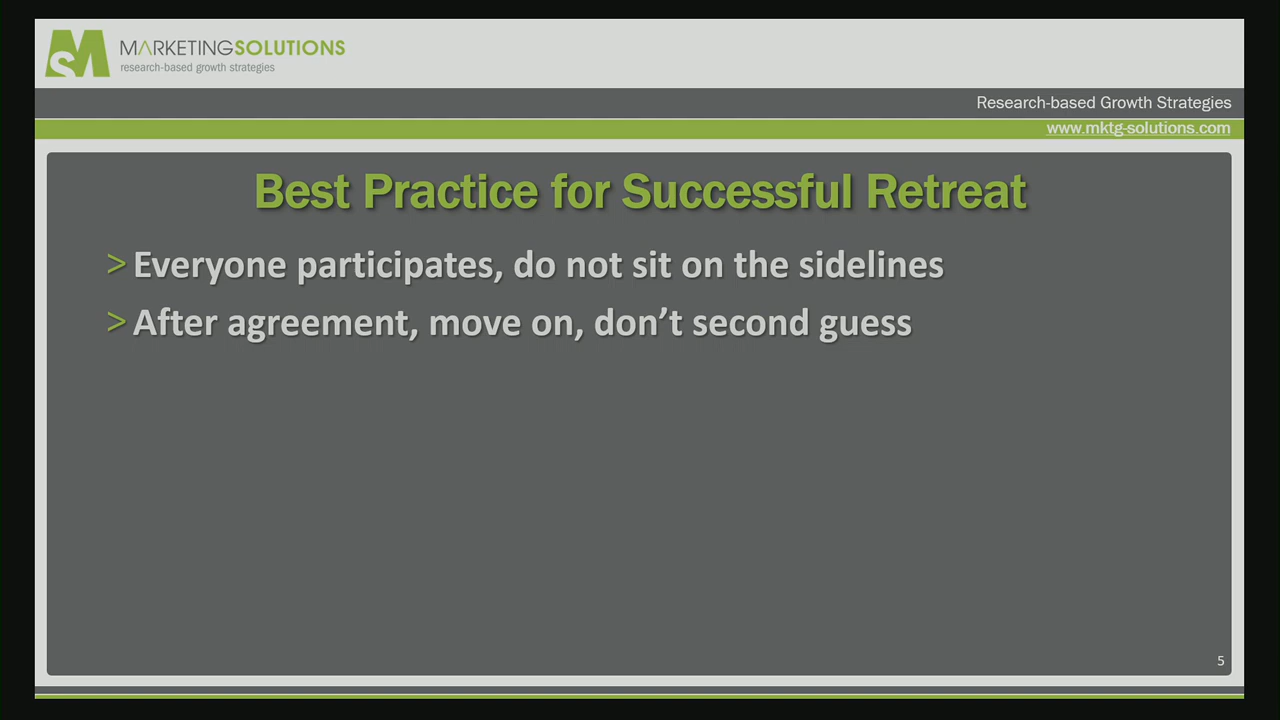 MARKETINGSOLUTIONS
research-based growth strategies
Research-based Growth Strategies
www.mktg-solutions.com
Best Practice for Successful Retreat
> Everyone participates, do not sit on the sidelines
> After agreement, move on, don’t second guess
5